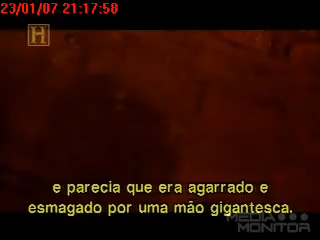 23/01/07 21:17:58
H
e parecia que era agarrado e
esmagado por uma mão gigantesca.
MEDIA
MONITOR